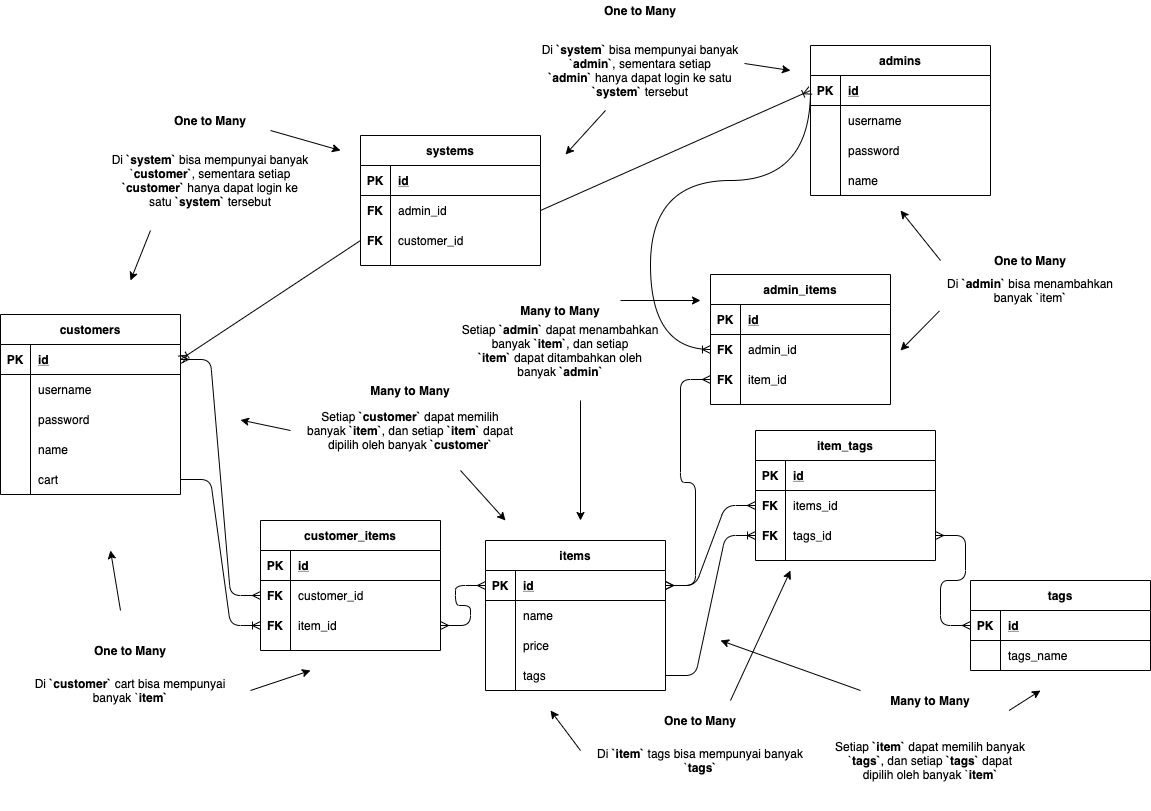 One to Many
Di `system` bisa mempunyai banyak
`admin`, sementara setiap
`admin` hanya dapat login ke satu
`system` tersebut
admins
PK id
username
password
name
One to Many
Di `system` bisa mempunyai banyak
`customer`, sementara setiap
`customer` hanya dapat login ke
satu `system` tersebut
systems
PK id
FK admin_id
FK customer_id
One to Many
Di `admin` bisa menambahkan
banyak `item`
admin_items
PK id
FK admin_id
FK item_id
Many to Many
Setiap `admin` dapat menambahkan
banyak `item`, dan setiap
`item` dapat ditambahkan oleh
banyak `admin`
customers
PK id
username
password
name
cart
Many to Many
Setiap `customer` dapat memilih
banyak `item`, dan setiap `item` dapat
dipilih oleh banyak `customer`
item_tags
PK id
FK items_id
FK tags_id
customer_items
PK id
FK customer_id
FK item_id
items
PK id
name
price
tags
tags
PK id
tags_name
One to Many
Di `customer` cart bisa mempunyai
banyak `item`
One to Many
Di `item` tags bisa mempunyai banyak
`tags`
Many to Many
Setiap `item` dapat memilih banyak
`tags`, dan setiap `tags` dapat
dipilih oleh banyak `item`